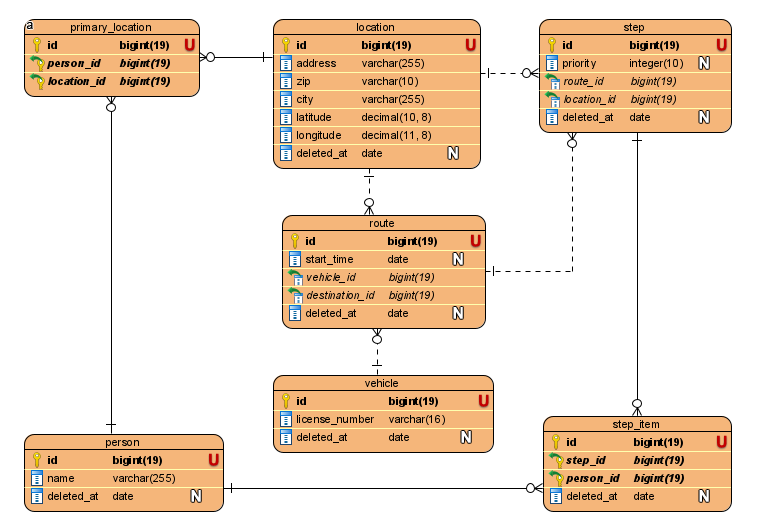 a
primary_location
id bigint(19) U
person_id bigint(19)
location_id bigint(19)
location
id bigint(19) U
address varchar(255)
zip varchar(10)
city varchar(255)
latitude decimal(10, 8)
longitude decimal(11, 8)
deleted_at date N
step
id bigint(19) U
priority integer(10) N
route_id bigint(19)
location_id bigint(19)
deleted_at date N
route
id bigint(19) U
start_time date N
vehicle_id bigint(19)
destination_id bigint(19)
deleted_at date N
vehicle
id bigint(19) U
license_number varchar(16)
deleted_at date N
person
id bigint(19) U
name varchar(255)
deleted_at date N
step_item
id bigint(19) U
step_id bigint(19)
person_id bigint(19)
deleted_at date N